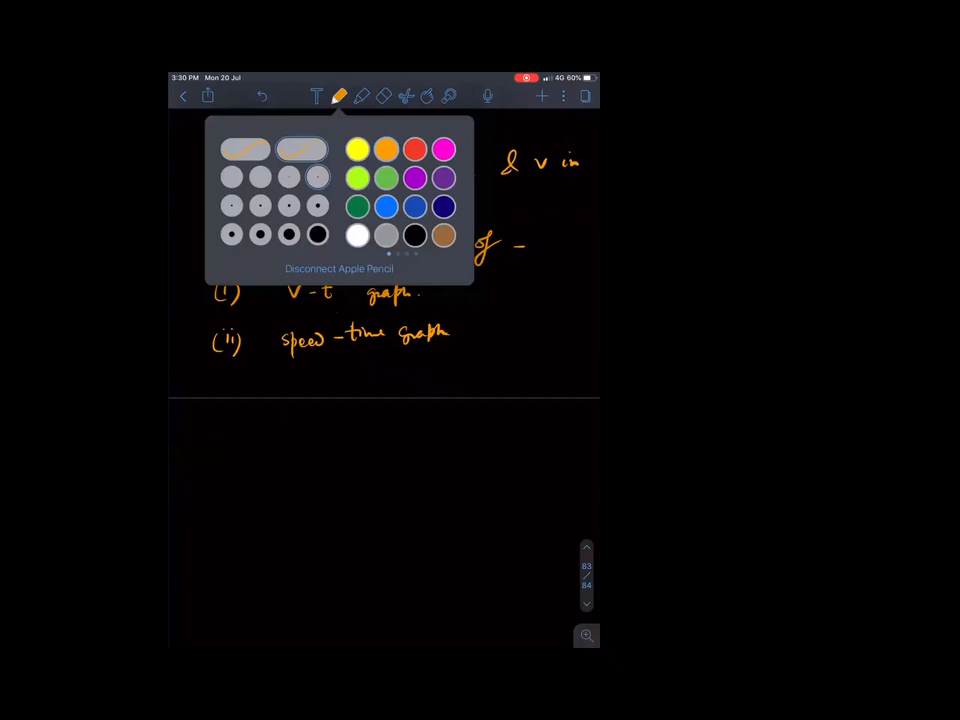 3:30 PM Mon 20 Jul 4G 60%
T
& v in
of -
Disconnect Apple Pencil
(i) v-t graph.
(ii) speed-time graph
83
84